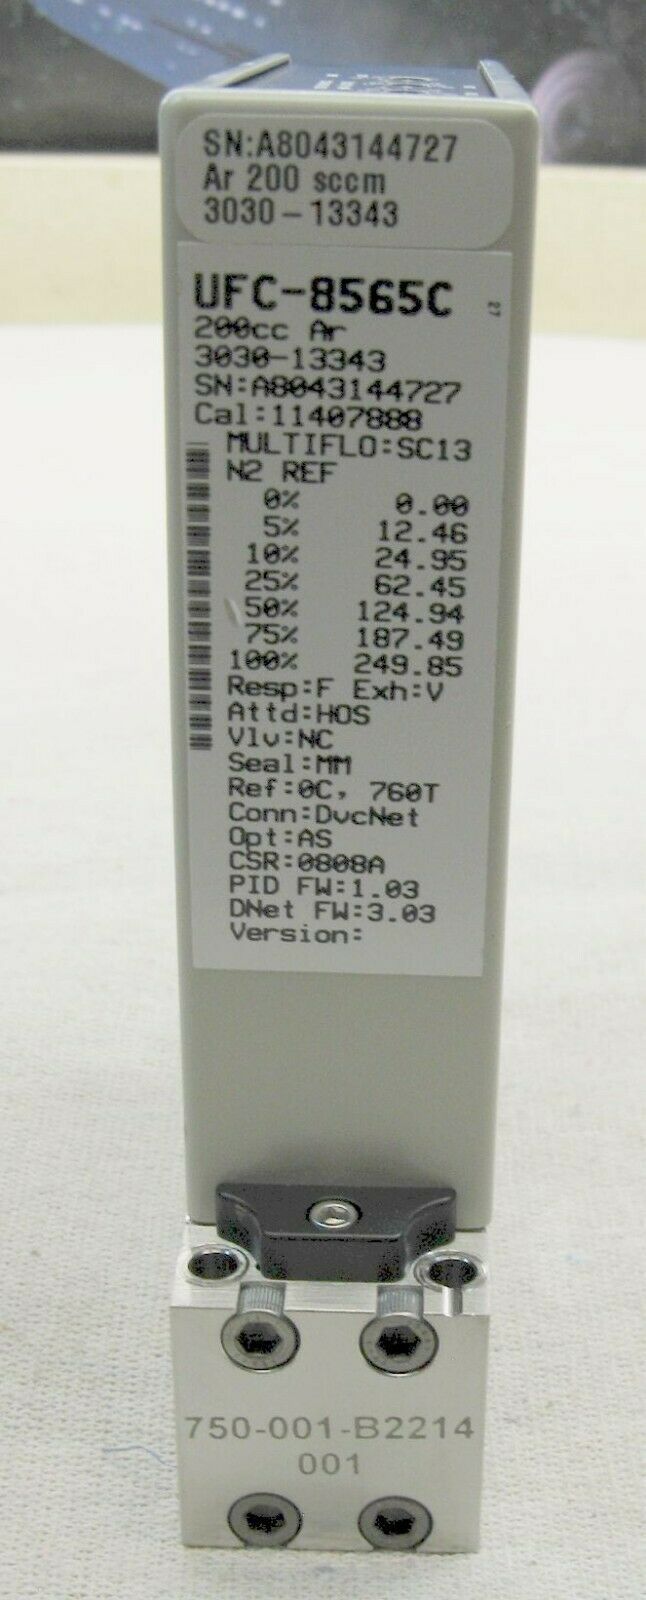 SN:A8043144727
Ar 200 sccm
3030-13343
UFC-8565C
27
200cc Ar
3030-13343
SN:A8043144727
Cal:11407888
MULTIFLO:SC13
N2 REF
0% 0.00
5% 12.46
10% 24.95
25% 62.45
50% 124.94
75% 187.49
100% 249.85
Resp:F Exh:V
Attd:HOS
Vlv:NC
Seal:MM
Ref:0C, 760T
Conn:DvcNet
Opt:AS
CSR:0808A
PID FW:1.03
DNet FW:3.03
Version:
750-001-B2214
001